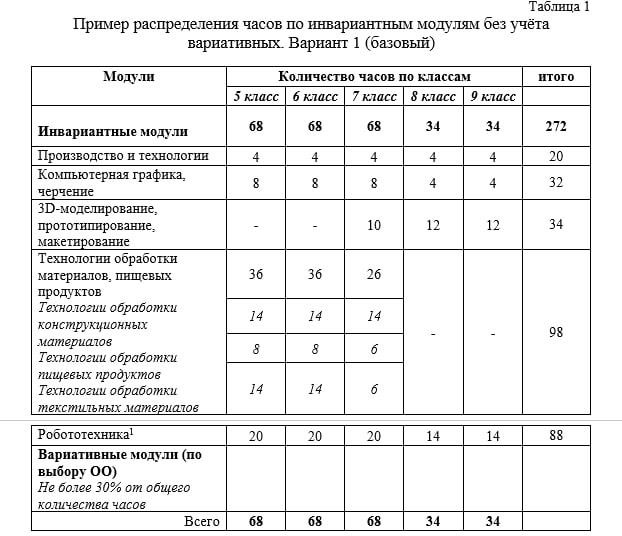 Таблица 1
Пример распределения часов по инвариантным модулям без учёта
вариативных. Вариант 1 (базовый)
Модули Количество часов по классам итого
5 класс 6 класс 7 класс 8 класс 9 класс
Инвариантные модули 68 68 68 34 34 272
Производство и технологии 4 4 4 4 4 20
Компьютерная графика,
черчение 8 8 8 4 4 32
3D-моделирование,
прототипирование,
макетирование - - 10 12 12 34
Технологии обработки
материалов, пищевых
продуктов 36 36 26 - - 98
Технологии обработки
конструкционных
материалов 14 14 14
Технологии обработки
пищевых продуктов 8 8 6
Технологии обработки
текстильных материалов 14 14 6
Робототехника¹ 20 20 20 14 14 88
Вариативные модули (по
выбору ОО)
Не более 30% от общего
количества часов
Всего 68 68 68 34 34